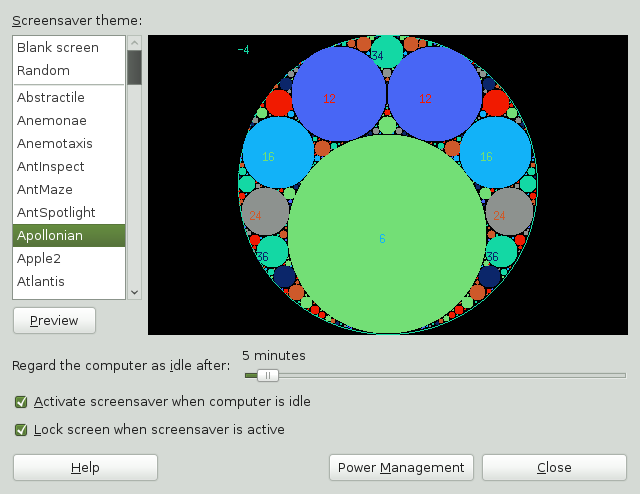 Screensaver theme:
Blank screen
Random
Abstractile
Anemonae
Anemotaxis
AntInspect
AntMaze
AntSpotlight
Apollonian
Apple2
Atlantis
Preview
-4
34
12 12
16 16
24 24
6
36 36
Regard the computer as idle after:
5 minutes
Activate screensaver when computer is idle
Lock screen when screensaver is active
Help
Power Management
Close